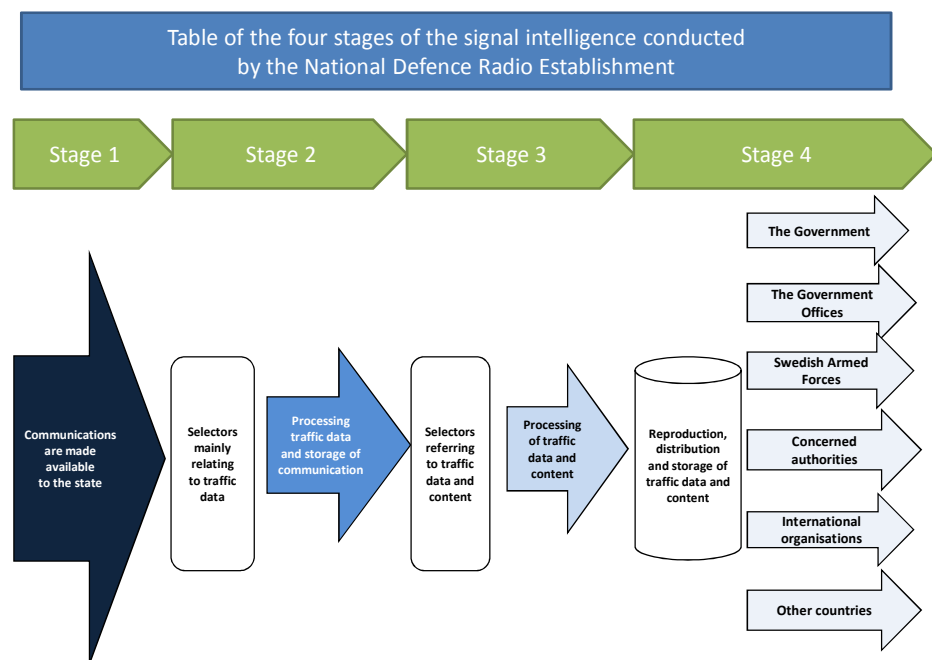 Table of the four stages of the signal intelligence conducted
by the National Defence Radio Establishment
Stage 1
Stage 2
Stage 3
Stage 4
Communications
are made
available
to the state
Selectors
mainly
relating
to traffic
data
Processing
traffic data
and storage of
communication
Selectors
referring
to traffic
data and
content
Processing
of traffic
data and
content
Reproduction,
distribution
and storage of
traffic data and
content
The Government
The Government
Offices
Swedish Armed
Forces
Concerned
authorities
International
organisations
Other countries